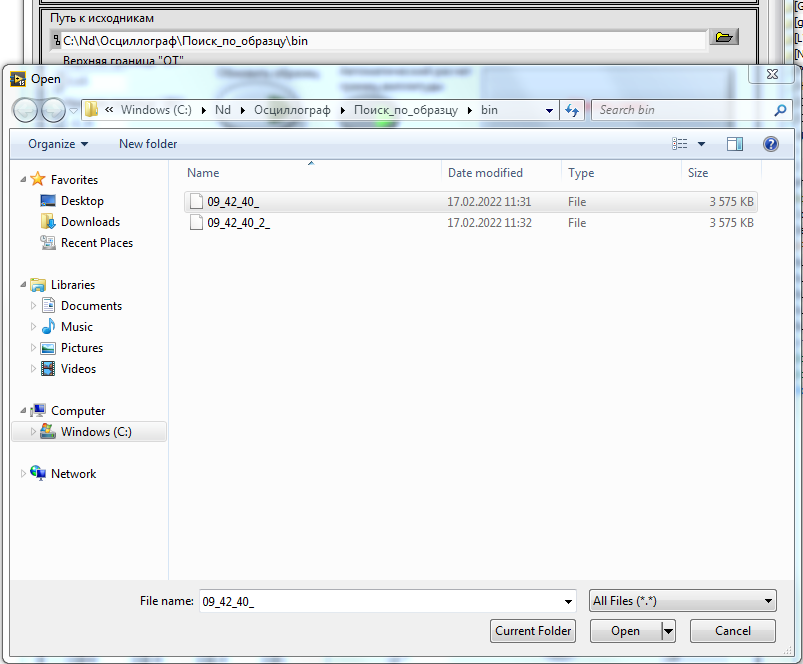 Путь к исходникам
C:\Nd\Осциллограф\Поиск_по_образцу\bin
Верхняя граница "ОТ"
Open
« Windows (C:) Nd Осциллограф Поиск_по_образцу bin
Search bin
Organize New folder
Name Date modified Type Size
09_42_40_ 17.02.2022 11:31 File 3 575 KB
09_42_40_2_ 17.02.2022 11:32 File 3 575 KB
Favorites
Desktop
Downloads
Recent Places
Libraries
Documents
Music
Pictures
Videos
Computer
Windows (C:)
Network
File name: 09_42_40_ All Files (*.*)
Current Folder Open Cancel